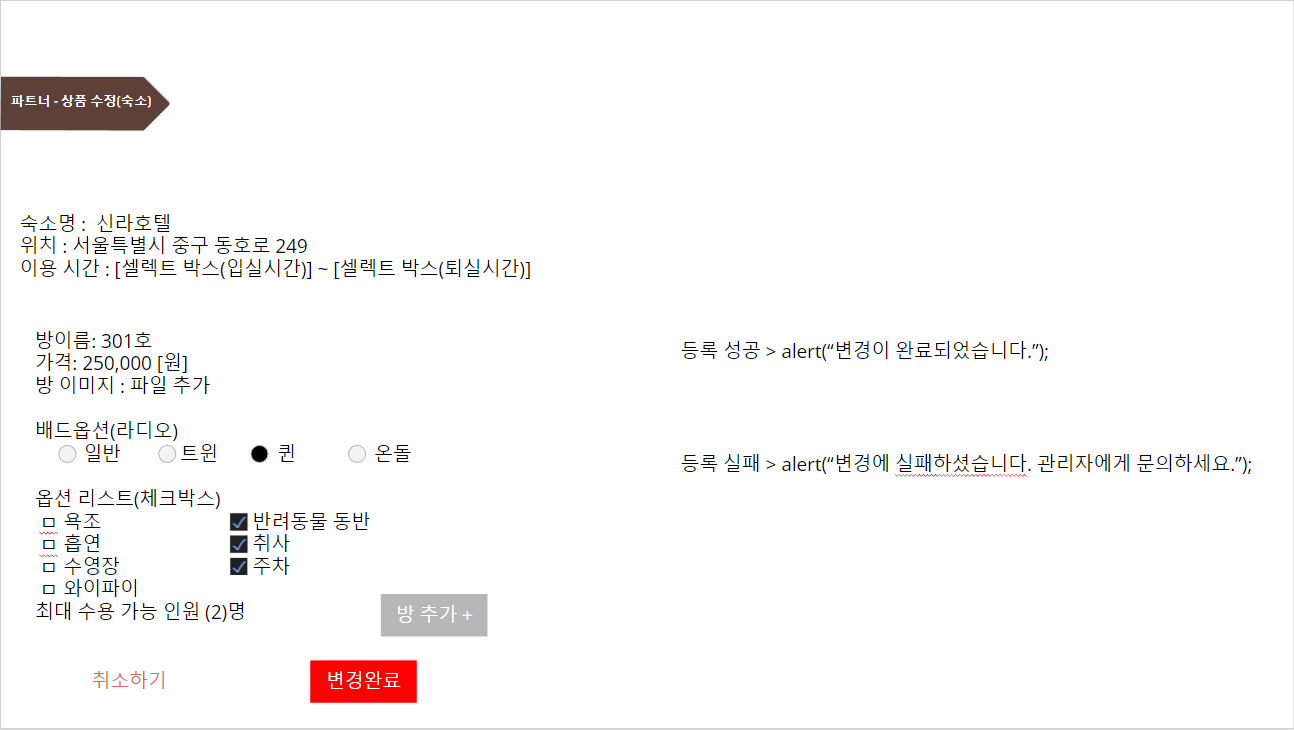 파트너 - 상품 수정(숙소)
숙소명 :  신라호텔
위치 : 서울특별시 중구 동호로 249
이용 시간 : [셀렉트 박스(입실시간)] ~ [셀렉트 박스(퇴실시간)]
방이름: 301호
가격: 250,000 [원]
방 이미지 : 파일 추가
배드옵션(라디오)
일반 트윈 퀸 온돌
옵션 리스트(체크박스)
ㅁ 욕조 반려동물 동반
ㅁ 흡연 취사
ㅁ 수영장 주차
ㅁ 와이파이
최대 수용 가능 인원 (2)명
방 추가 +
취소하기 변경완료
등록 성공 > alert(“변경이 완료되었습니다.”);
등록 실패 > alert(“변경에 실패하셨습니다. 관리자에게 문의하세요.”);